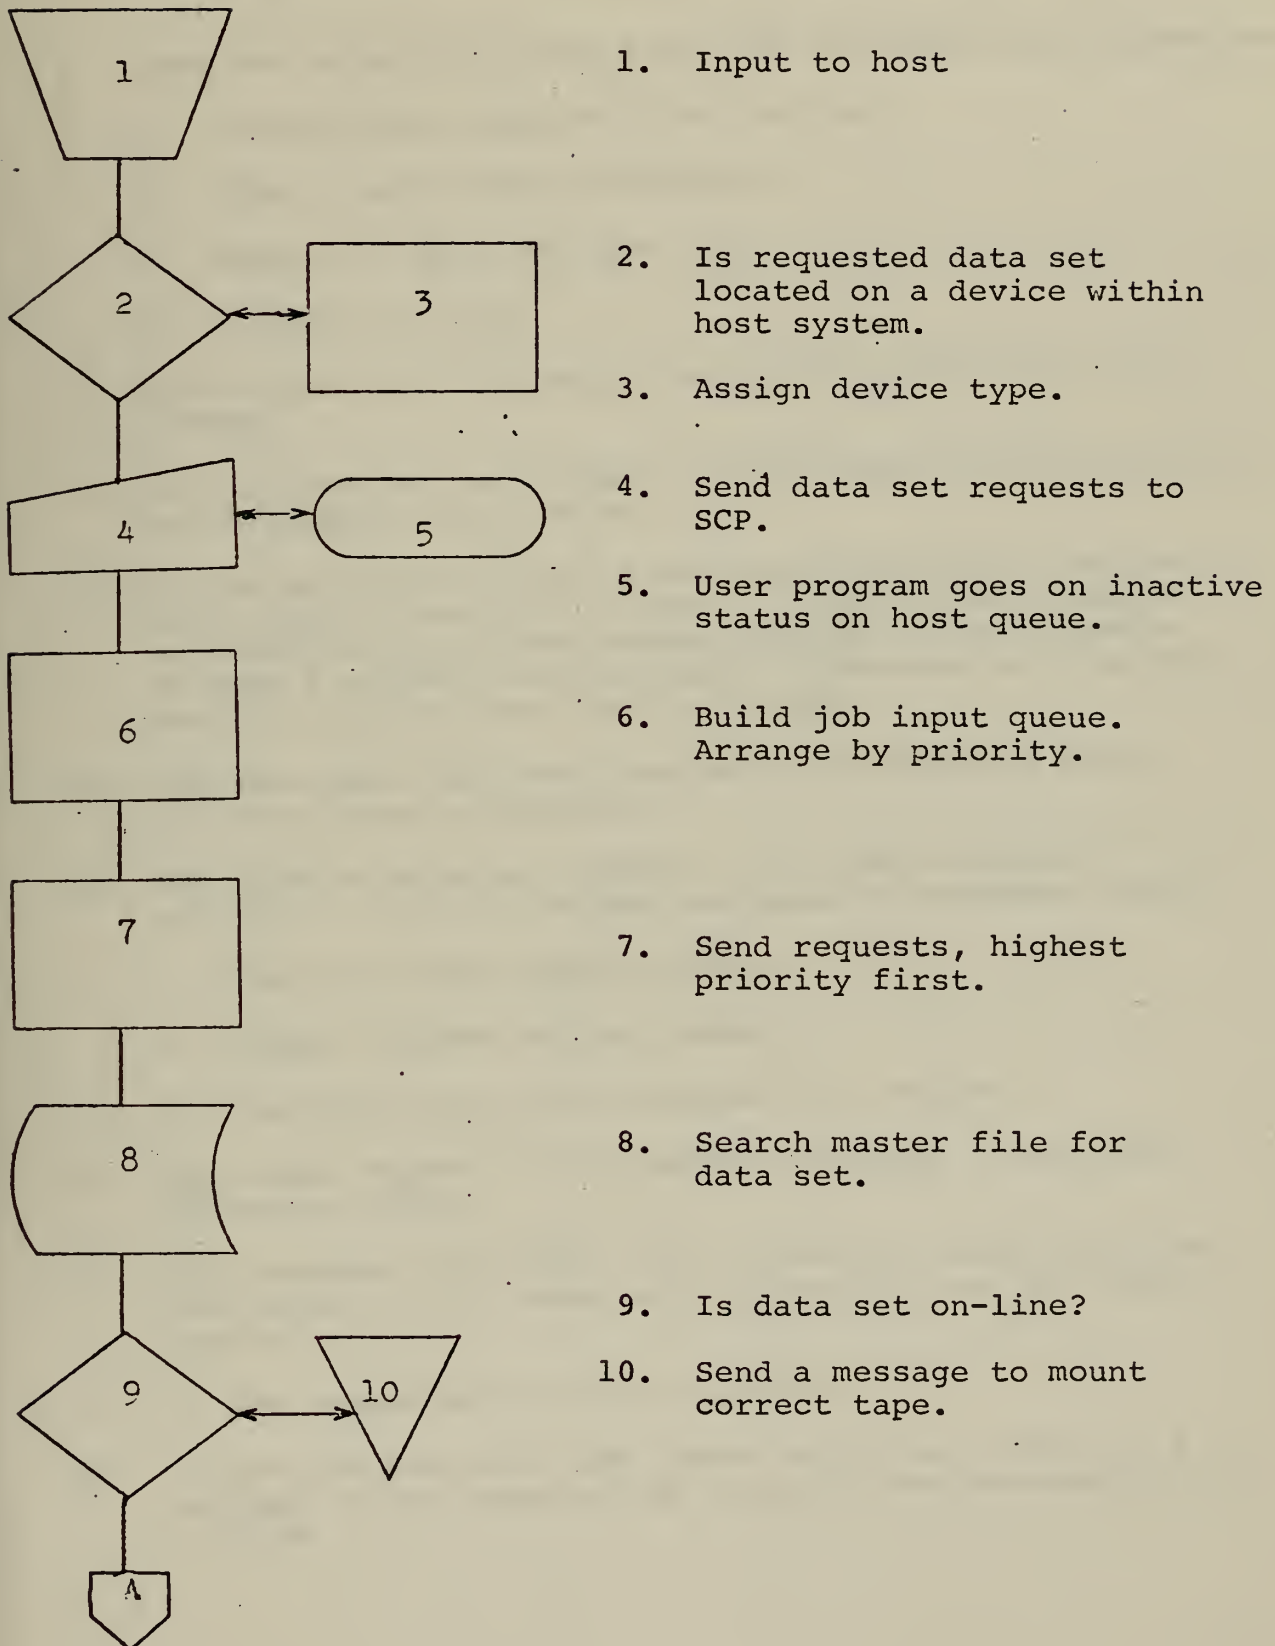 1
1. Input to host
2
3
2. Is requested data set
located on a device within
host system.
3. Assign device type.
4
5
4. Send data set requests to
SCP.
5. User program goes on inactive
status on host queue.
6
6. Build job input queue.
Arrange by priority.
7
7. Send requests, highest
priority first.
8
8. Search master file for
data set.
9
10
9. Is data set on-line?
10. Send a message to mount
correct tape.
A